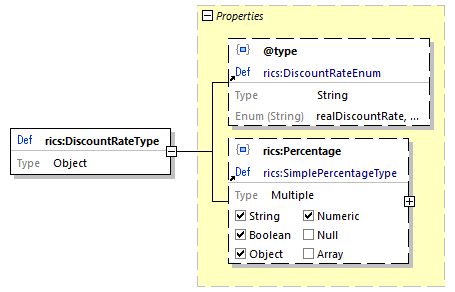 Properties
@type
Def rics:DiscountRateEnum
Type String
Enum (String) realDiscountRate, ...
Def rics:DiscountRateType
Type Object
rics:Percentage
Def rics:SimplePercentageType
Type Multiple
String Numeric
Boolean Null
Object Array